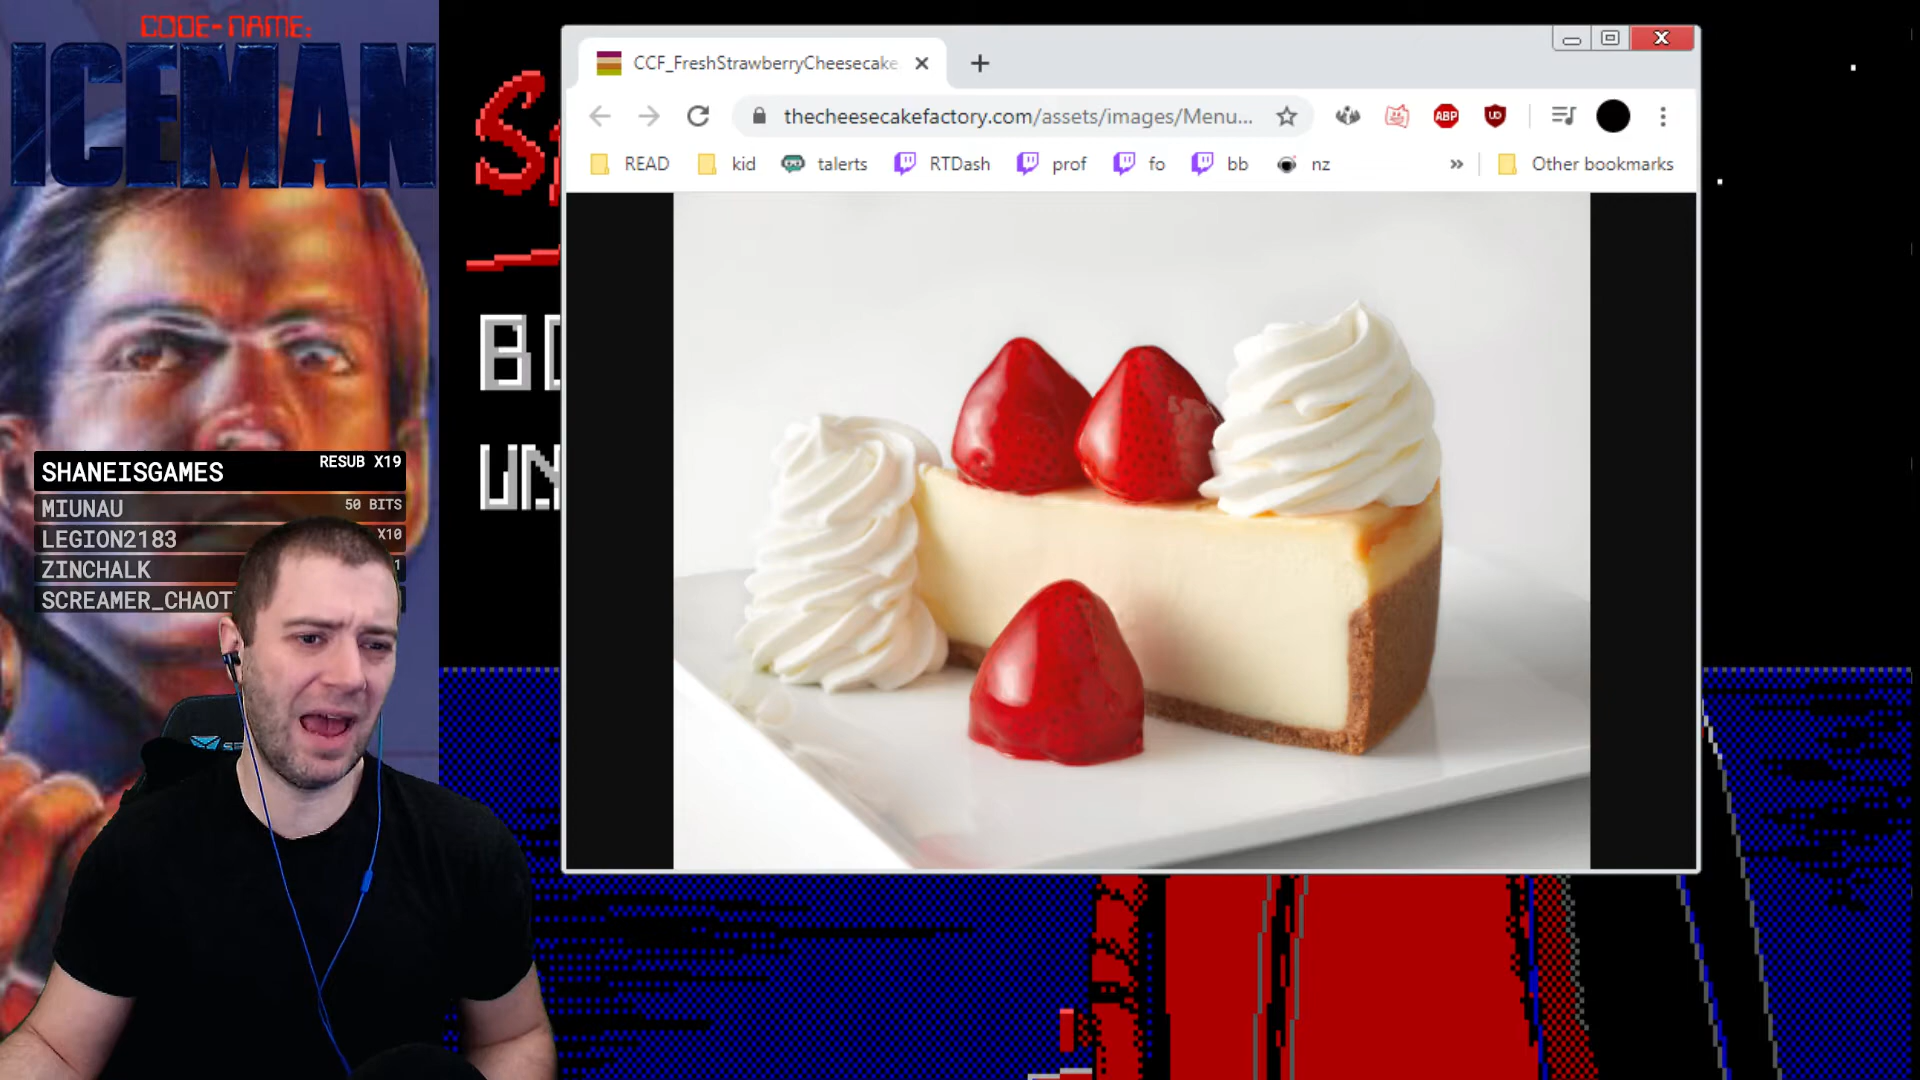 CODE-NAME:
ICEMAN
SHANEISGAMES RESUB X19
MIUNAU 50 BITS
LEGION2183 X10
ZINCHALK
CCF_FreshStrawberryCheesecake
thecheesecakefactory.com/assets/images/Menu...
ABP
READ kid talerts RTDash prof fo bb nz » Other bookmarks